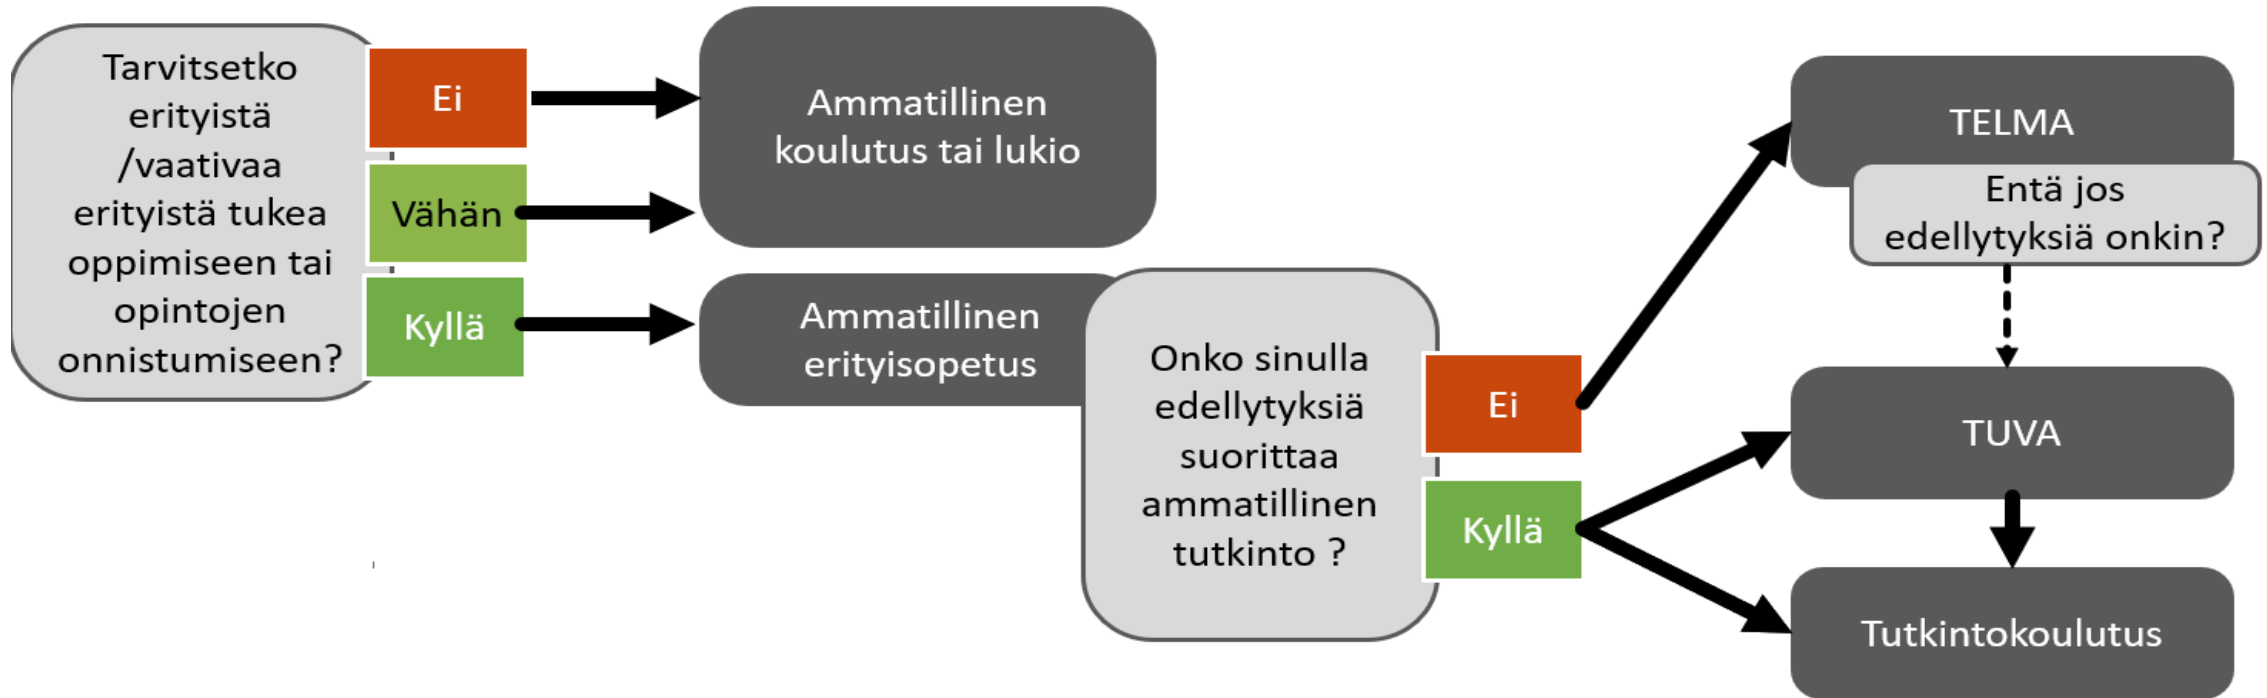 Tarvitsetko
erityistä
/vaativaa
erityistä tukea
oppimiseen tai
opintojen
onnistumiseen?
Ei
Vähän
Kyllä
Ammatillinen
koulutus tai lukio
Ammatillinen
erityisopetus
Onko sinulla
edellytyksiä
suorittaa
ammatillinen
tutkinto ?
Ei
Kyllä
TELMA
Entä jos
edellytyksiä onkin?
TUVA
Tutkintokoulutus